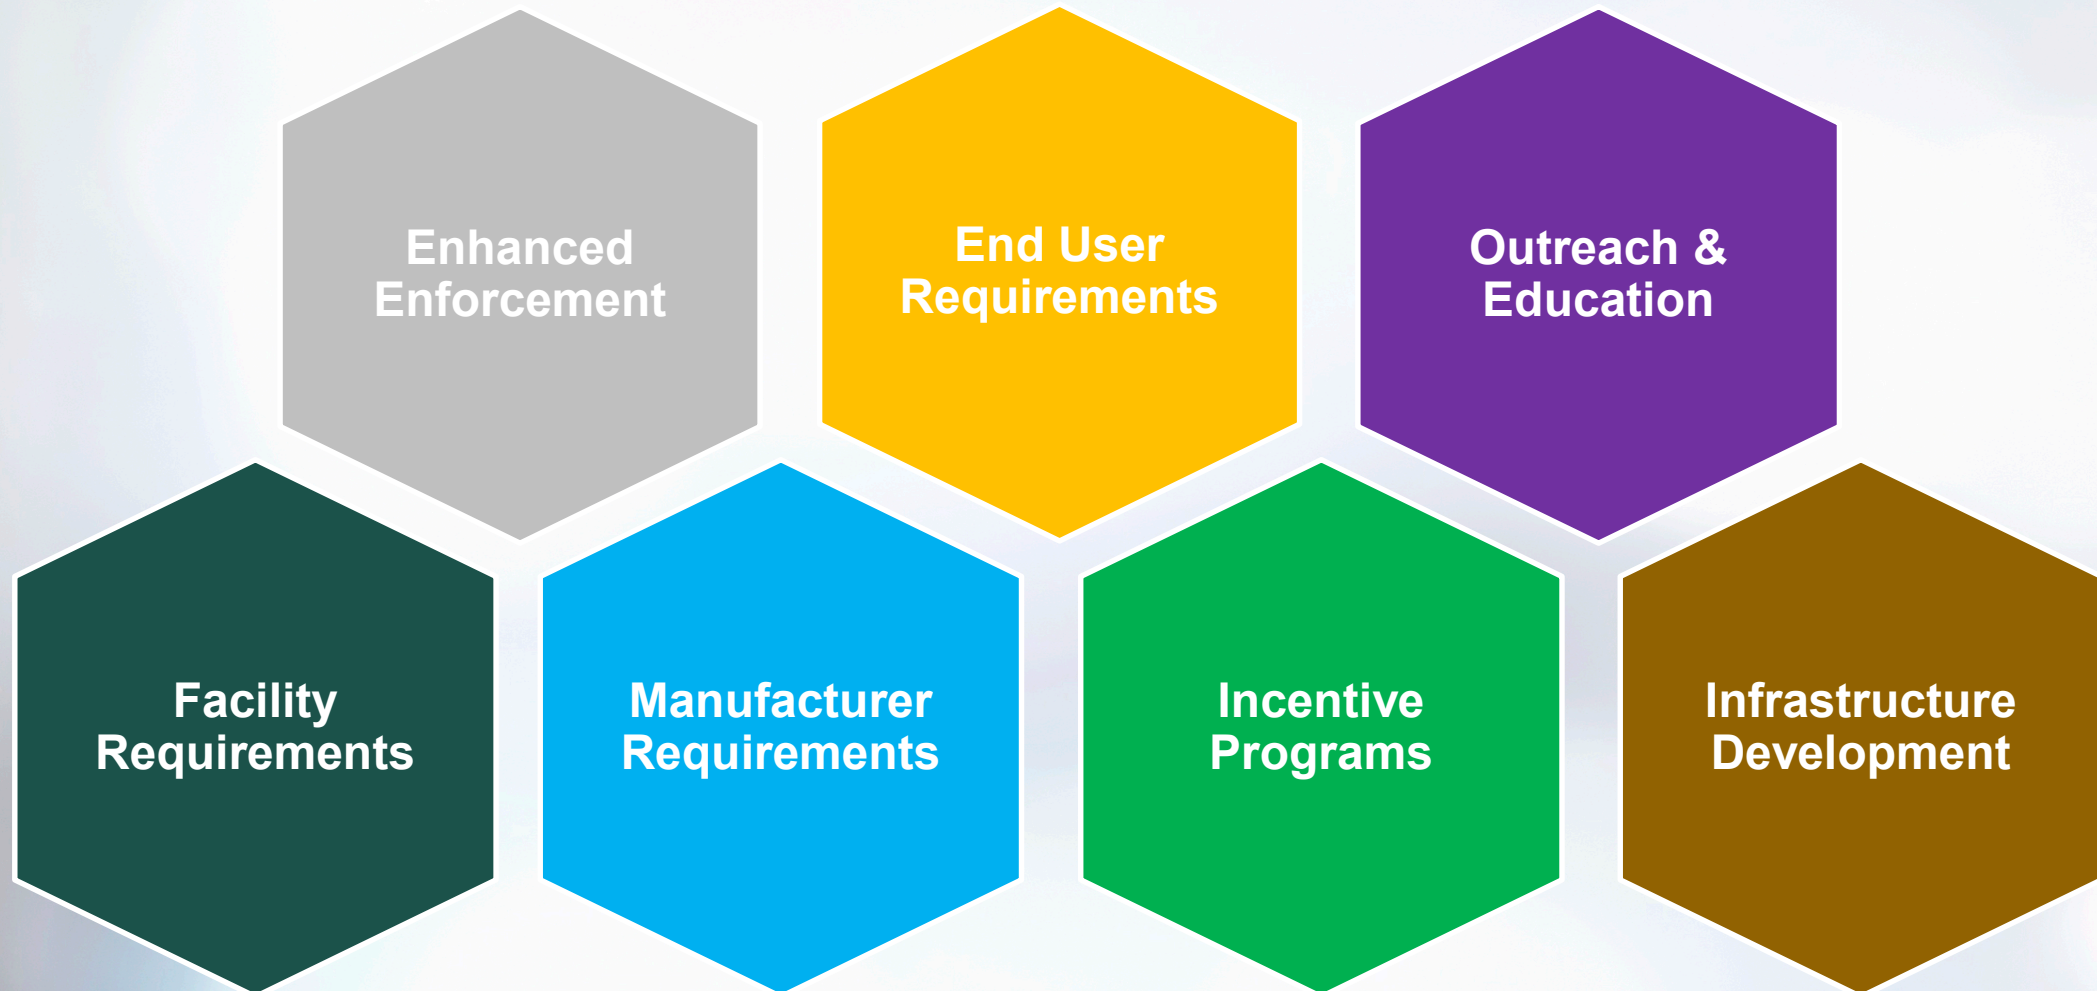 Enhanced
Enforcement
End User
Requirements
Outreach &
Education
Facility
Requirements
Manufacturer
Requirements
Incentive
Programs
Infrastructure
Development